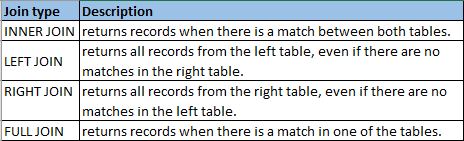 Join type Description
INNER JOIN returns records when there is a match between both tables.
LEFT JOIN returns all records from the left table, even if there are no
matches in the right table.
RIGHT JOIN returns all records from the right table, even if there are no
matches in the left table.
FULL JOIN returns records when there is a match in one of the tables.